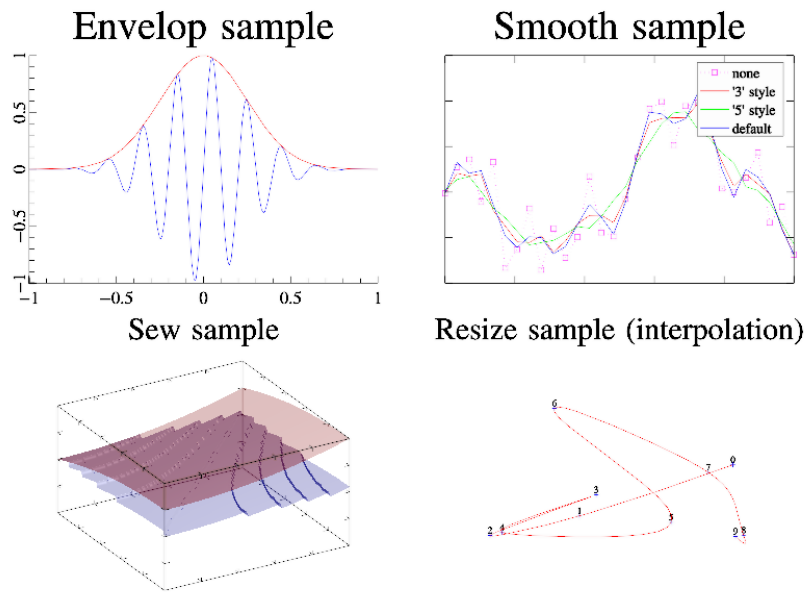 Envelop sample
Smooth sample
1
0.5
0
−0.5
−1
−1 −0.5 0 0.5 1
none
'3' style
'5' style
default
Sew sample
Resize sample (interpolation)
6
0
7
3
1
5
2 4
9 8